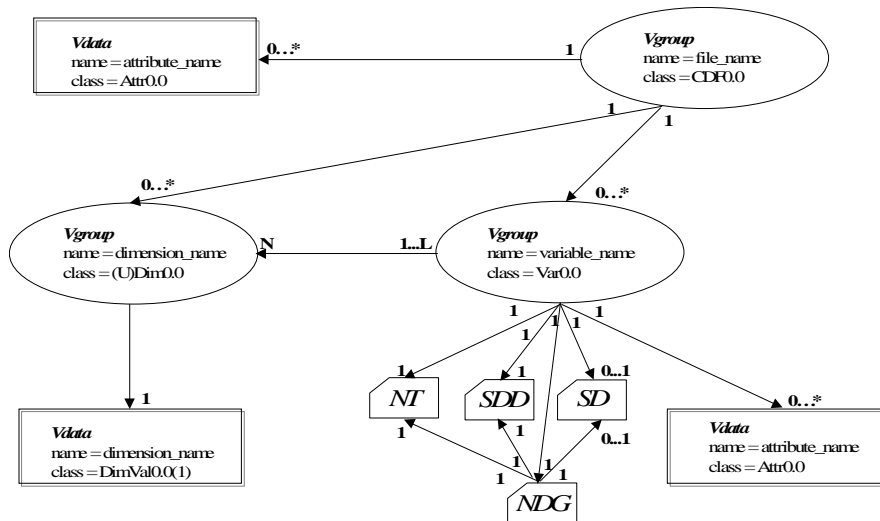 Vdata
name = attribute_name
class = Attr0.0
0…*
1
Vgroup
name = file_name
class = CDF0.0
1
1
0…*
0…*
Vgroup
name = dimension_name
class = (U)Dim0.0
N
1...L
Vgroup
name = variable_name
class = Var0.0
1
1
1
1
1
1
1
0...1
NT
SDD
SD
0…*
1
1
0...1
1
Vdata
name = dimension_name
class = DimVal0.0(1)
1
1
1
1
NDG
Vdata
name = attribute_name
class = Attr0.0